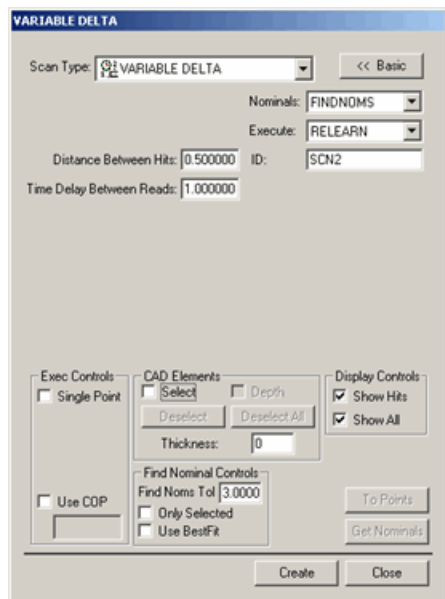 VARIABLE DELTA
Scan Type: VARIABLE DELTA << Basic
Nominals: FINDNOMS
Execute: RELEARN
Distance Between Hits: 0.500000 ID: SCN2
Time Delay Between Reads: 1.000000
Exec Controls CAD Elements Display Controls
Single Point Select Depth Show Hits
Deselect Deselect All Show All
Thickness: 0
Find Nominal Controls
Find Noms Tol 3.0000 To Points
Use COP Only Selected
Use BestFit Get Nominals
Create Close